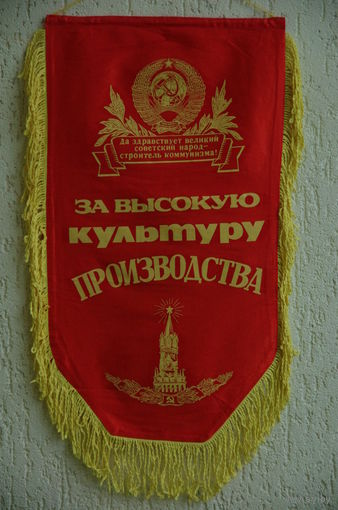 Да здравствует великий
советский народ-
строитель коммунизма!
ЗА ВЫСОКУЮ
культуру
ПРОИЗВОДСТВА